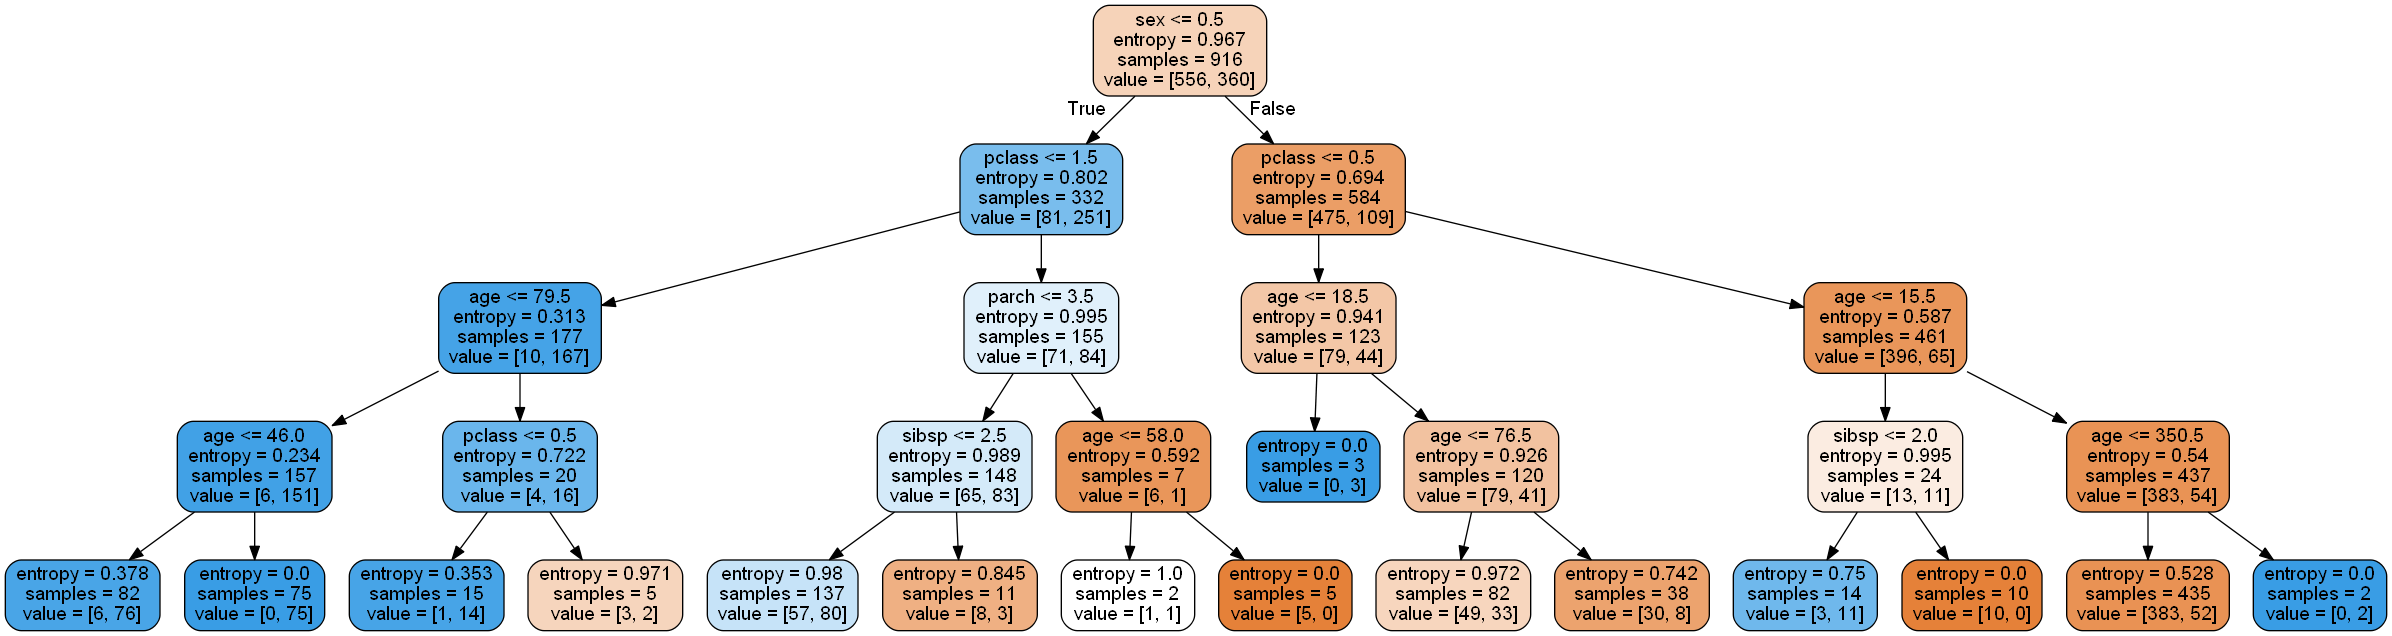 sex <= 0.5
entropy = 0.967
samples = 916
value = [556, 360]
True
False
pclass <= 1.5
entropy = 0.802
samples = 332
value = [81, 251]
pclass <= 0.5
entropy = 0.694
samples = 584
value = [475, 109]
age <= 79.5
entropy = 0.313
samples = 177
value = [10, 167]
parch <= 3.5
entropy = 0.995
samples = 155
value = [71, 84]
age <= 18.5
entropy = 0.941
samples = 123
value = [79, 44]
age <= 15.5
entropy = 0.587
samples = 461
value = [396, 65]
age <= 46.0
entropy = 0.234
samples = 157
value = [6, 151]
pclass <= 0.5
entropy = 0.722
samples = 20
value = [4, 16]
sibsp <= 2.5
entropy = 0.989
samples = 148
value = [65, 83]
age <= 58.0
entropy = 0.592
samples = 7
value = [6, 1]
entropy = 0.0
samples = 3
value = [0, 3]
age <= 76.5
entropy = 0.926
samples = 120
value = [79, 41]
sibsp <= 2.0
entropy = 0.995
samples = 24
value = [13, 11]
age <= 350.5
entropy = 0.54
samples = 437
value = [383, 54]
entropy = 0.378
samples = 82
value = [6, 76]
entropy = 0.0
samples = 75
value = [0, 75]
entropy = 0.353
samples = 15
value = [1, 14]
entropy = 0.971
samples = 5
value = [3, 2]
entropy = 0.98
samples = 137
value = [57, 80]
entropy = 0.845
samples = 11
value = [8, 3]
entropy = 1.0
samples = 2
value = [1, 1]
entropy = 0.0
samples = 5
value = [5, 0]
entropy = 0.972
samples = 82
value = [49, 33]
entropy = 0.742
samples = 38
value = [30, 8]
entropy = 0.75
samples = 14
value = [3, 11]
entropy = 0.0
samples = 10
value = [10, 0]
entropy = 0.528
samples = 435
value = [383, 52]
entropy = 0.0
samples = 2
value = [0, 2]